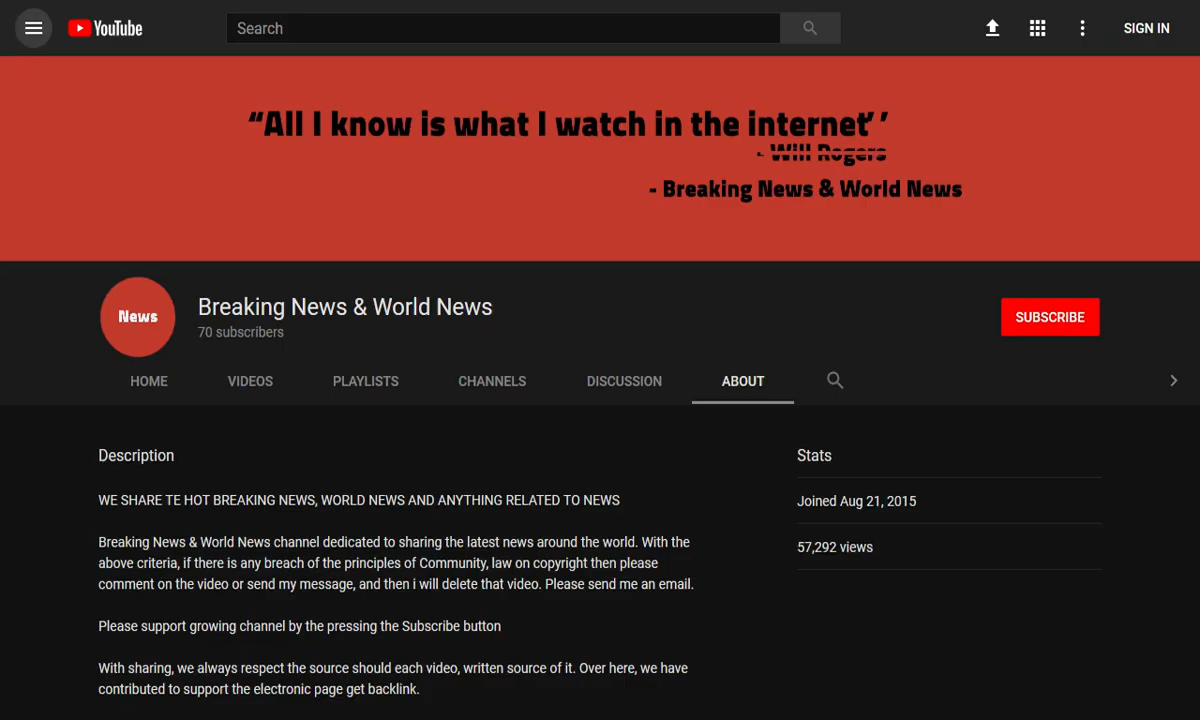 YouTube
Search
SIGN IN
“All I know is what I watch in the internet’’
- Will Rogers
- Breaking News & World News
News
Breaking News & World News
70 subscribers
SUBSCRIBE
HOME VIDEOS PLAYLISTS CHANNELS DISCUSSION ABOUT
Description
WE SHARE TE HOT BREAKING NEWS, WORLD NEWS AND ANYTHING RELATED TO NEWS
Breaking News & World News channel dedicated to sharing the latest news around the world. With the
above criteria, if there is any breach of the principles of Community, law on copyright then please
comment on the video or send my message, and then i will delete that video. Please send me an email.
Please support growing channel by the pressing the Subscribe button
With sharing, we always respect the source should each video, written source of it. Over here, we have
contributed to support the electronic page get backlink.
Stats
Joined Aug 21, 2015
57,292 views